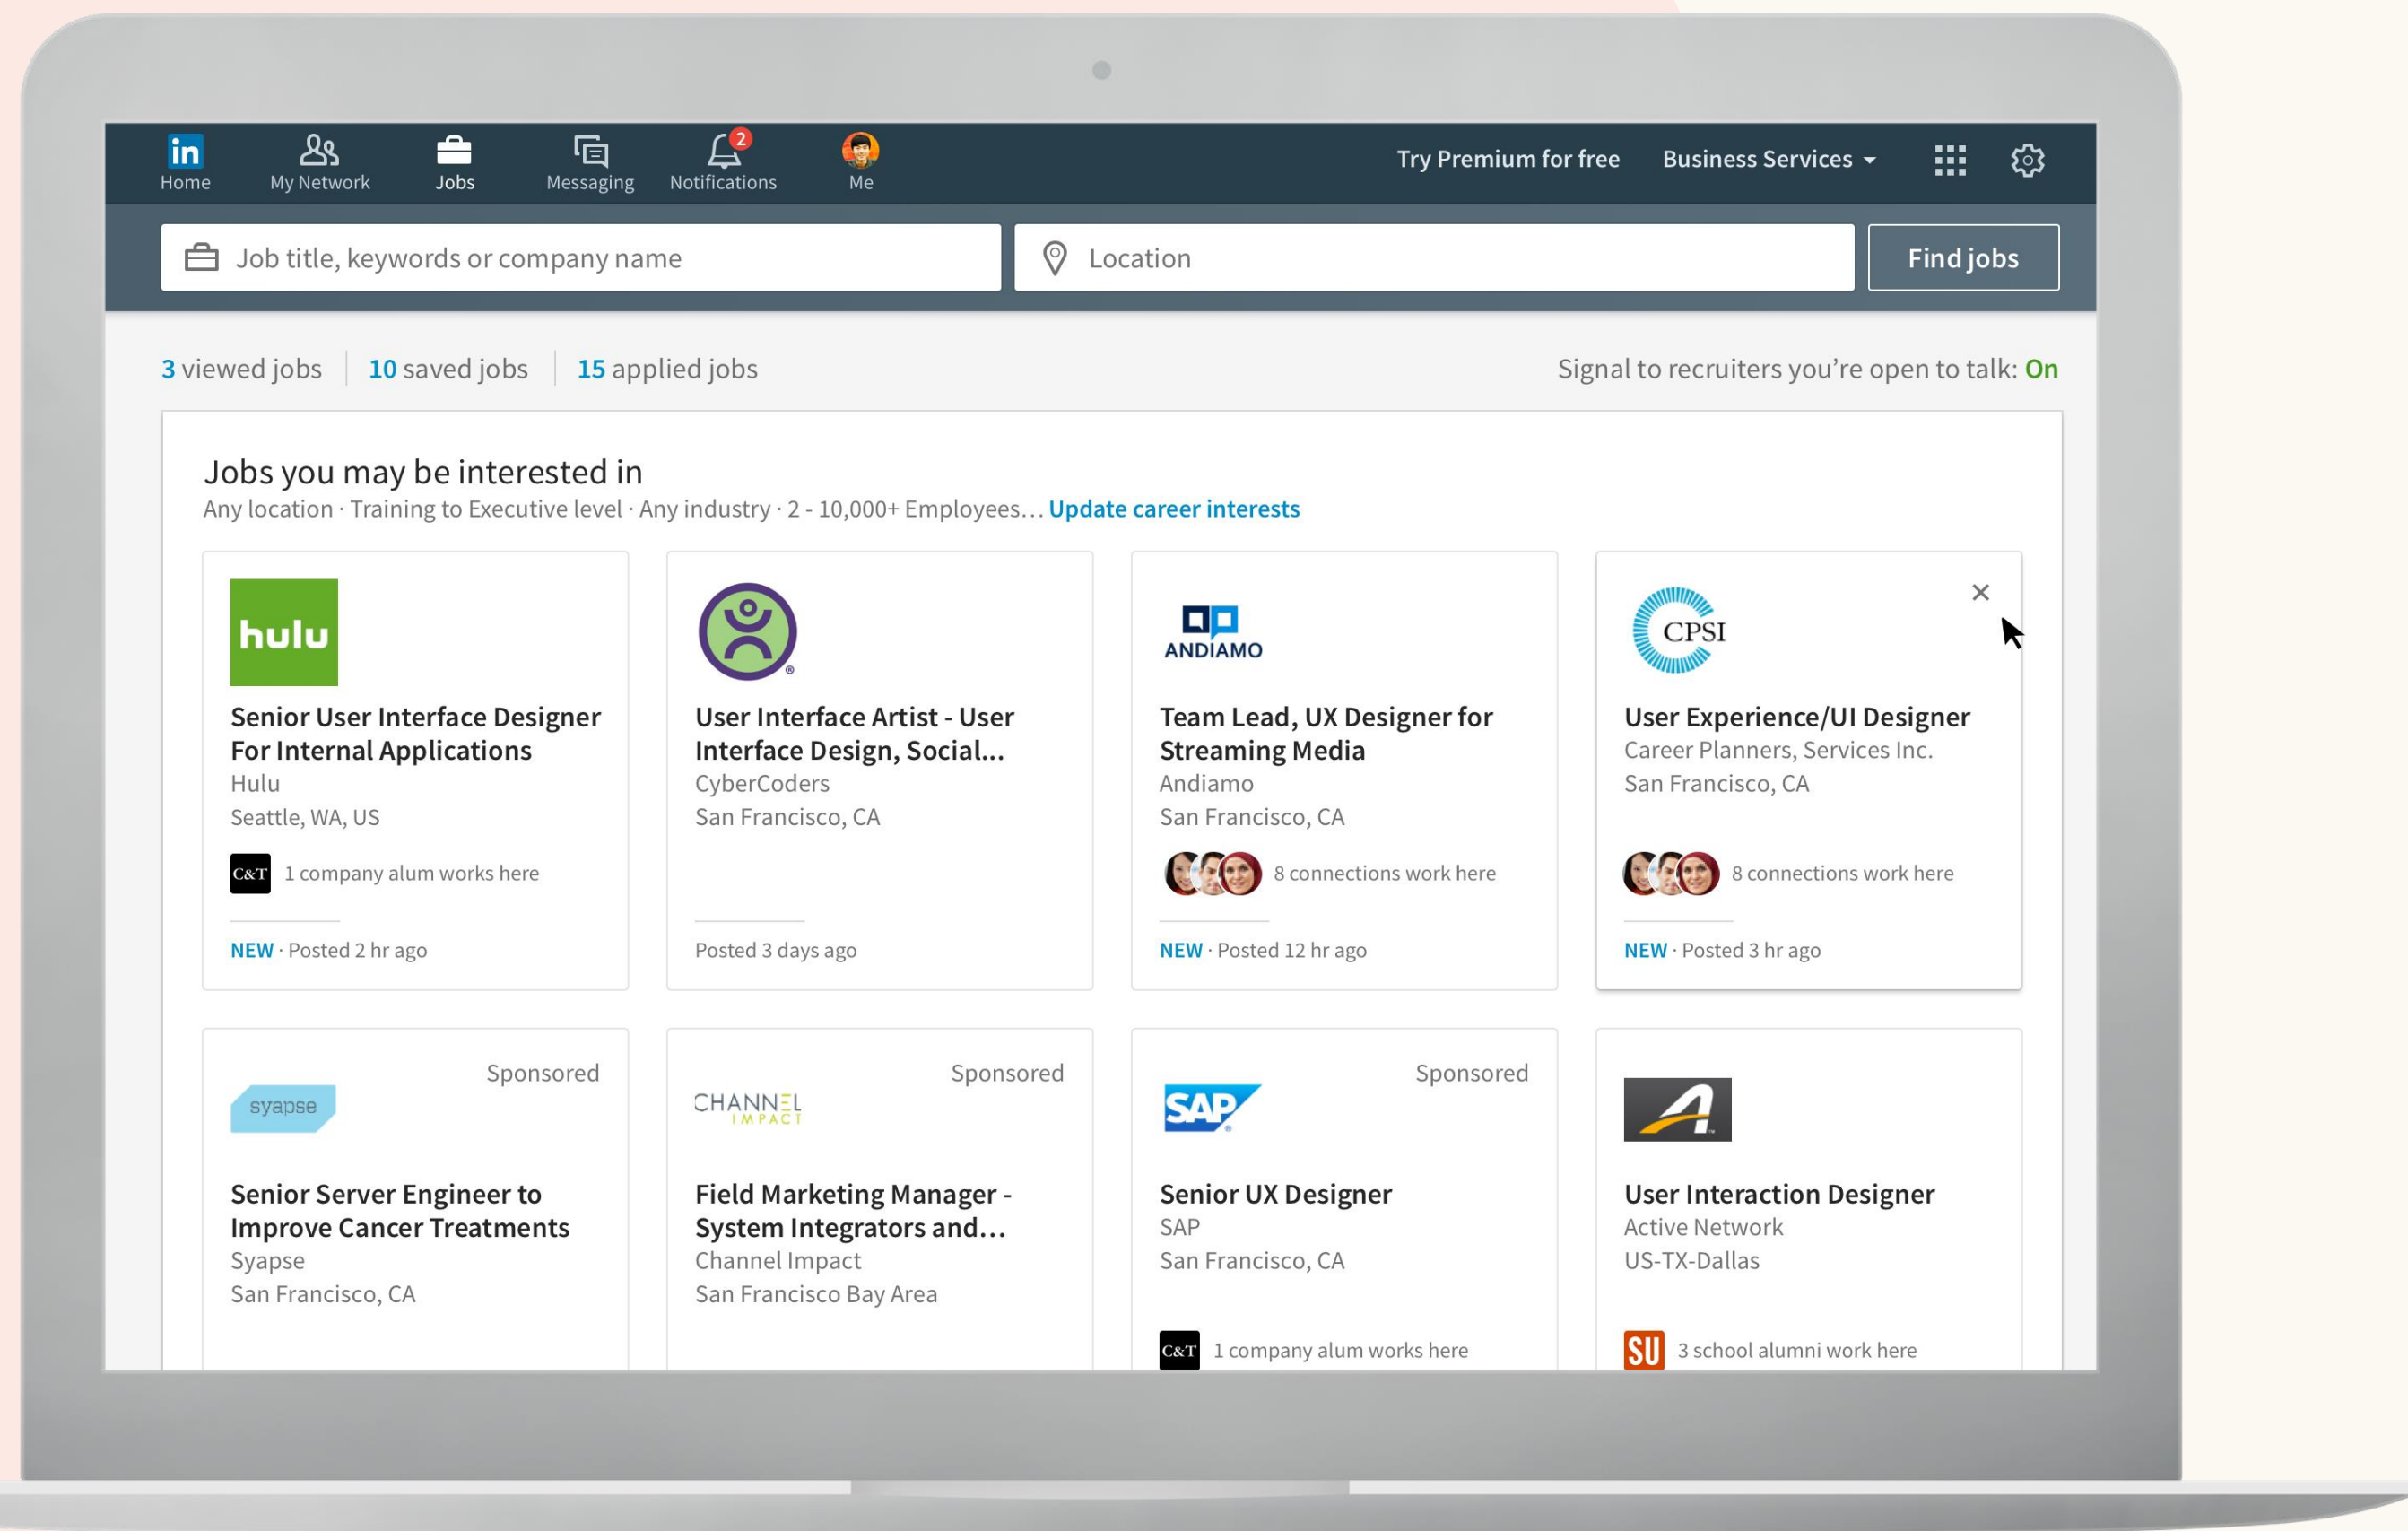 in
2
Home
My Network
Jobs
Messaging
Notifications
Me
Try Premium for free
Business Services
Job title, keywords or company name
Location
Find jobs
3 viewed jobs
10 saved jobs
15 applied jobs
Signal to recruiters you’re open to talk: On
Jobs you may be interested in
Any location · Training to Executive level · Any industry · 2 - 10,000+ Employees… Update career interests
hulu
Senior User Interface Designer
For Internal Applications
Hulu
Seattle, WA, US
C&T
1 company alum works here
NEW · Posted 2 hr ago
®
User Interface Artist - User
Interface Design, Social...
CyberCoders
San Francisco, CA
Posted 3 days ago
ANDIAMO
Team Lead, UX Designer for
Streaming Media
Andiamo
San Francisco, CA
8 connections work here
NEW · Posted 12 hr ago
CPSI
User Experience/UI Designer
Career Planners, Services Inc.
San Francisco, CA
8 connections work here
NEW · Posted 3 hr ago
syapse
Sponsored
Senior Server Engineer to
Improve Cancer Treatments
Syapse
San Francisco, CA
CHANNEL
IMPACT
Sponsored
Field Marketing Manager -
System Integrators and…
Channel Impact
San Francisco Bay Area
SAP®
Sponsored
Senior UX Designer
SAP
San Francisco, CA
C&T
1 company alum works here
A
User Interaction Designer
Active Network
US-TX-Dallas
SU
3 school alumni work here